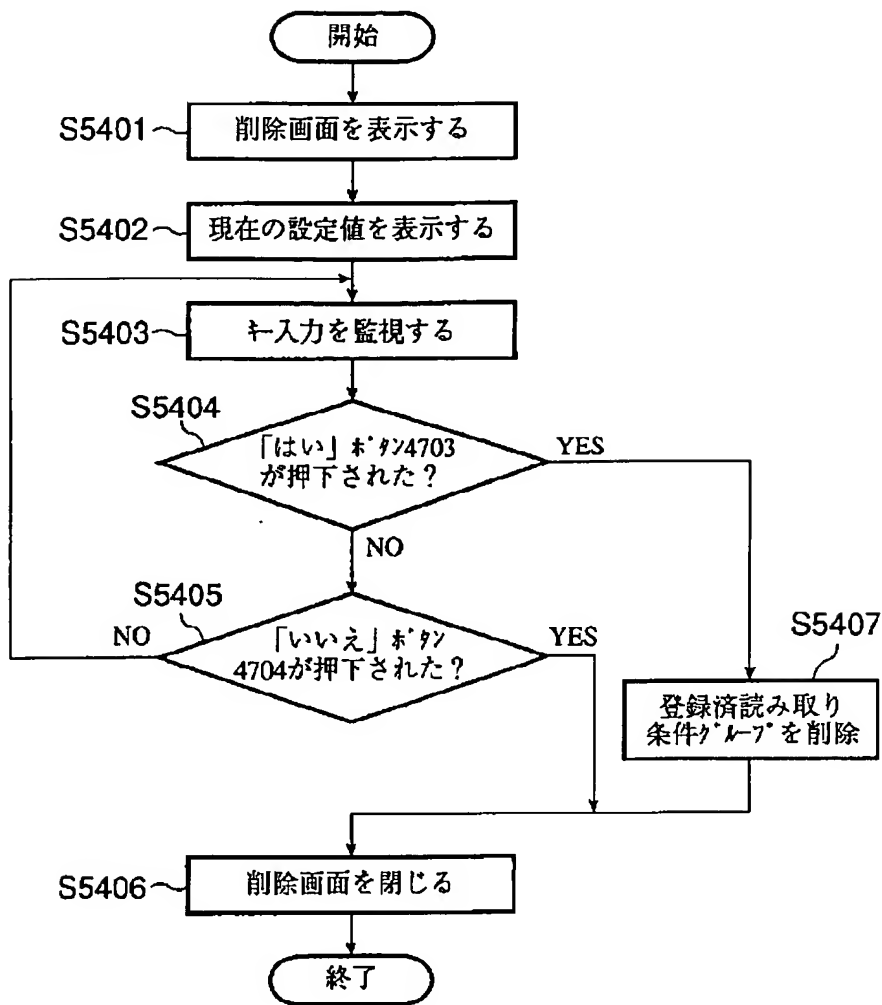 開始
S5401
削除画面を表示する
S5402
現在の設定値を表示する
S5403
キー入力を監視する
S5404
「はい」ﾎﾞﾀﾝ4703
が押下された？
YES
NO
S5405
「いいえ」ﾎﾞﾀﾝ
4704が押下された？
NO
YES
S5407
登録済読み取り
条件ｸﾞﾙｰﾌﾟを削除
S5406
削除画面を閉じる
終了